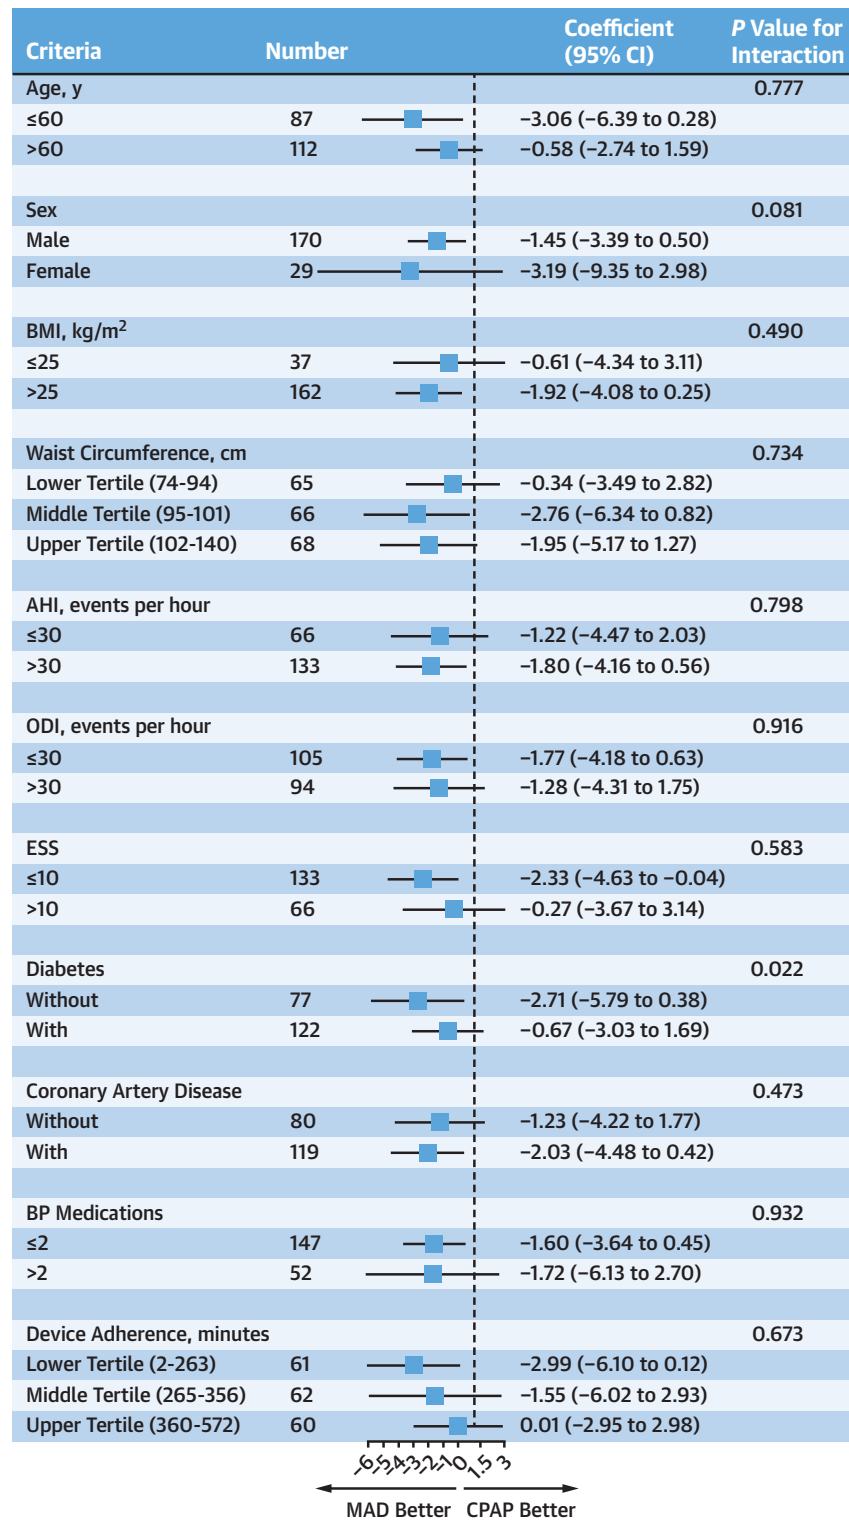 Criteria Number Coefficient (95% CI) P Value for Interaction
Age, y 0.777
≤60 87 −3.06 (−6.39 to 0.28)
>60 112 −0.58 (−2.74 to 1.59)
Sex 0.081
Male 170 −1.45 (−3.39 to 0.50)
Female 29 −3.19 (−9.35 to 2.98)
BMI, kg/m² 0.490
≤25 37 −0.61 (−4.34 to 3.11)
>25 162 −1.92 (−4.08 to 0.25)
Waist Circumference, cm 0.734
Lower Tertile (74-94) 65 −0.34 (−3.49 to 2.82)
Middle Tertile (95-101) 66 −2.76 (−6.34 to 0.82)
Upper Tertile (102-140) 68 −1.95 (−5.17 to 1.27)
AHI, events per hour 0.798
≤30 66 −1.22 (−4.47 to 2.03)
>30 133 −1.80 (−4.16 to 0.56)
ODI, events per hour 0.916
≤30 105 −1.77 (−4.18 to 0.63)
>30 94 −1.28 (−4.31 to 1.75)
ESS 0.583
≤10 133 −2.33 (−4.63 to −0.04)
>10 66 −0.27 (−3.67 to 3.14)
Diabetes 0.022
Without 77 −2.71 (−5.79 to 0.38)
With 122 −0.67 (−3.03 to 1.69)
Coronary Artery Disease 0.473
Without 80 −1.23 (−4.22 to 1.77)
With 119 −2.03 (−4.48 to 0.42)
BP Medications 0.932
≤2 147 −1.60 (−3.64 to 0.45)
>2 52 −1.72 (−6.13 to 2.70)
Device Adherence, minutes 0.673
Lower Tertile (2-263) 61 −2.99 (−6.10 to 0.12)
Middle Tertile (265-356) 62 −1.55 (−6.02 to 2.93)
Upper Tertile (360-572) 60 0.01 (−2.95 to 2.98)
−6 −5 −4 −3 −2 −1 0 1.5 3
MAD Better CPAP Better